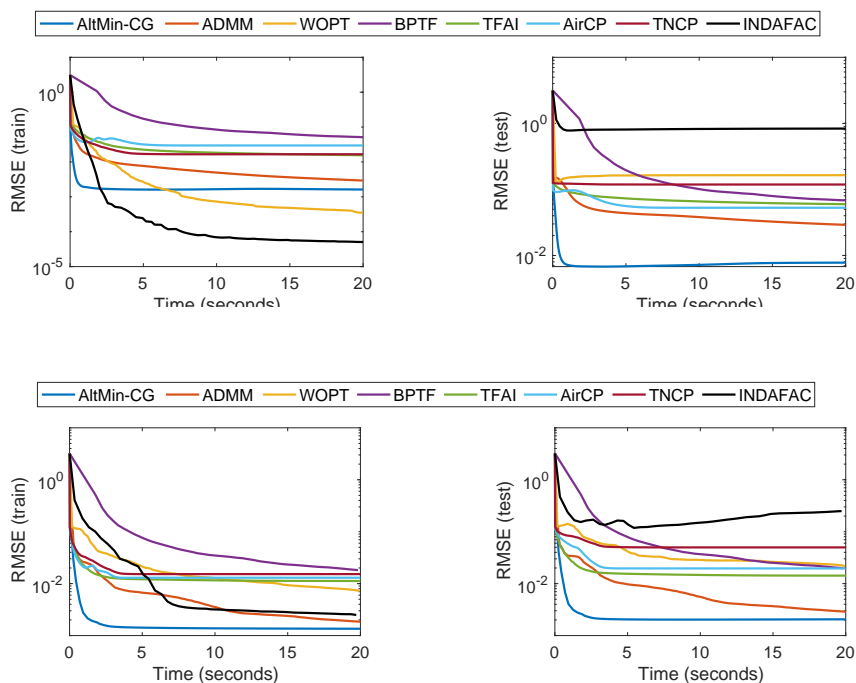 AltMin-CG ADMM WOPT BPTF TFAI AirCP TNCP INDAFAC
RMSE (train)
10^0
10^-5
0 5 10 15 20
Time (seconds)
RMSE (test)
10^0
10^-2
0 5 10 15 20
Time (seconds)
AltMin-CG ADMM WOPT BPTF TFAI AirCP TNCP INDAFAC
RMSE (train)
10^0
10^-2
0 5 10 15 20
Time (seconds)
RMSE (test)
10^0
10^-2
0 5 10 15 20
Time (seconds)